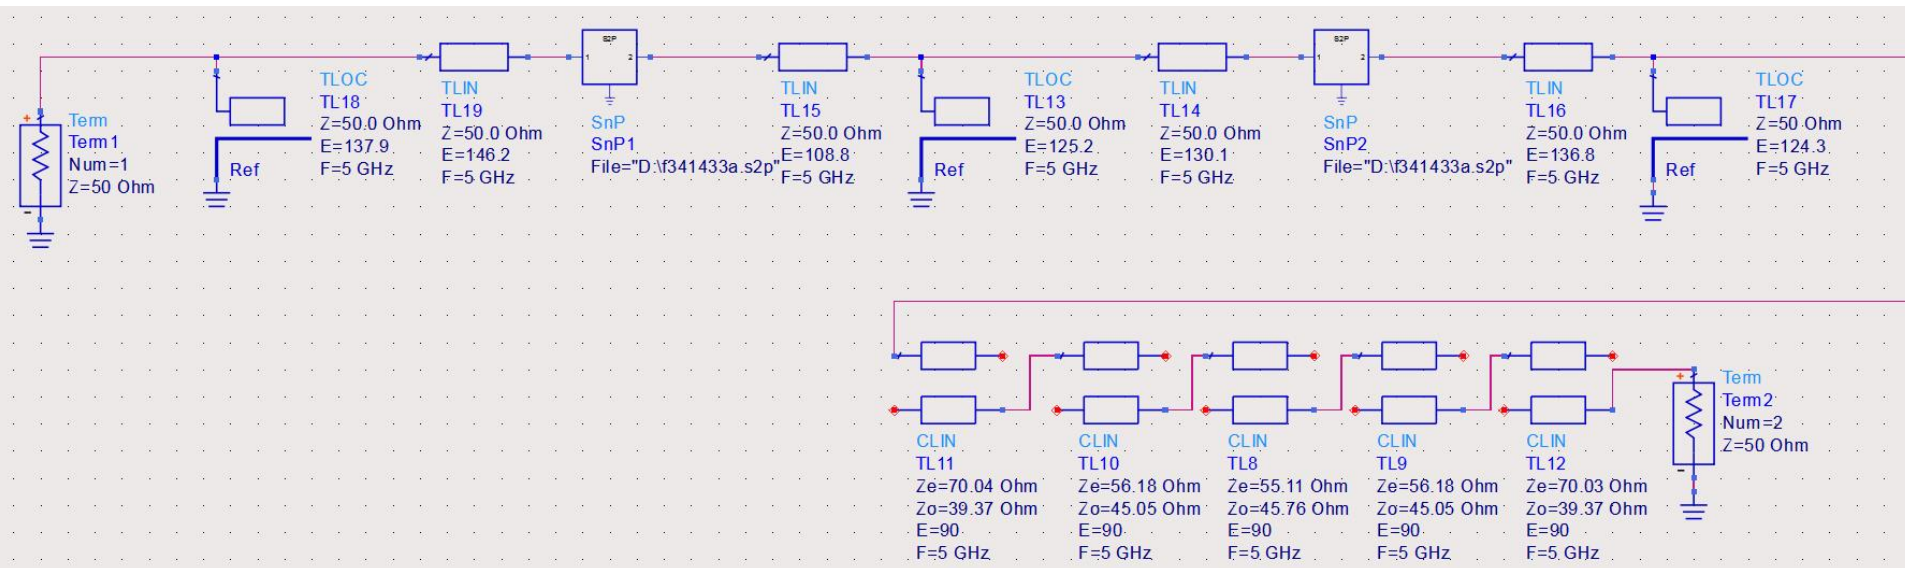 +
Term
Term1
Num=1
Z=50 Ohm
-
Ref
TLOC
TL18
Z=50.0 Ohm
E=137.9
F=5 GHz
TLIN
TL19
Z=50.0 Ohm
E=146.2
F=5 GHz
S2P
1 2
SnP
SnP1
File="D:\f341433a.s2p"
TLIN
TL15
Z=50.0 Ohm
E=108.8
F=5 GHz
Ref
TLOC
TL13
Z=50.0 Ohm
E=125.2
F=5 GHz
TLIN
TL14
Z=50.0 Ohm
E=130.1
F=5 GHz
S2P
1 2
SnP
SnP2
File="D:\f341433a.s2p"
TLIN
TL16
Z=50.0 Ohm
E=136.8
F=5 GHz
Ref
TLOC
TL17
Z=50 Ohm
E=124.3
F=5 GHz
CLIN
TL11
Ze=70.04 Ohm
Zo=39.37 Ohm
E=90
F=5 GHz
CLIN
TL10
Ze=56.18 Ohm
Zo=45.05 Ohm
E=90
F=5 GHz
CLIN
TL8
Ze=55.11 Ohm
Zo=45.76 Ohm
E=90
F=5 GHz
CLIN
TL9
Ze=56.18 Ohm
Zo=45.05 Ohm
E=90
F=5 GHz
CLIN
TL12
Ze=70.03 Ohm
Zo=39.37 Ohm
E=90
F=5 GHz
+
Term
Term2
Num=2
Z=50 Ohm
-